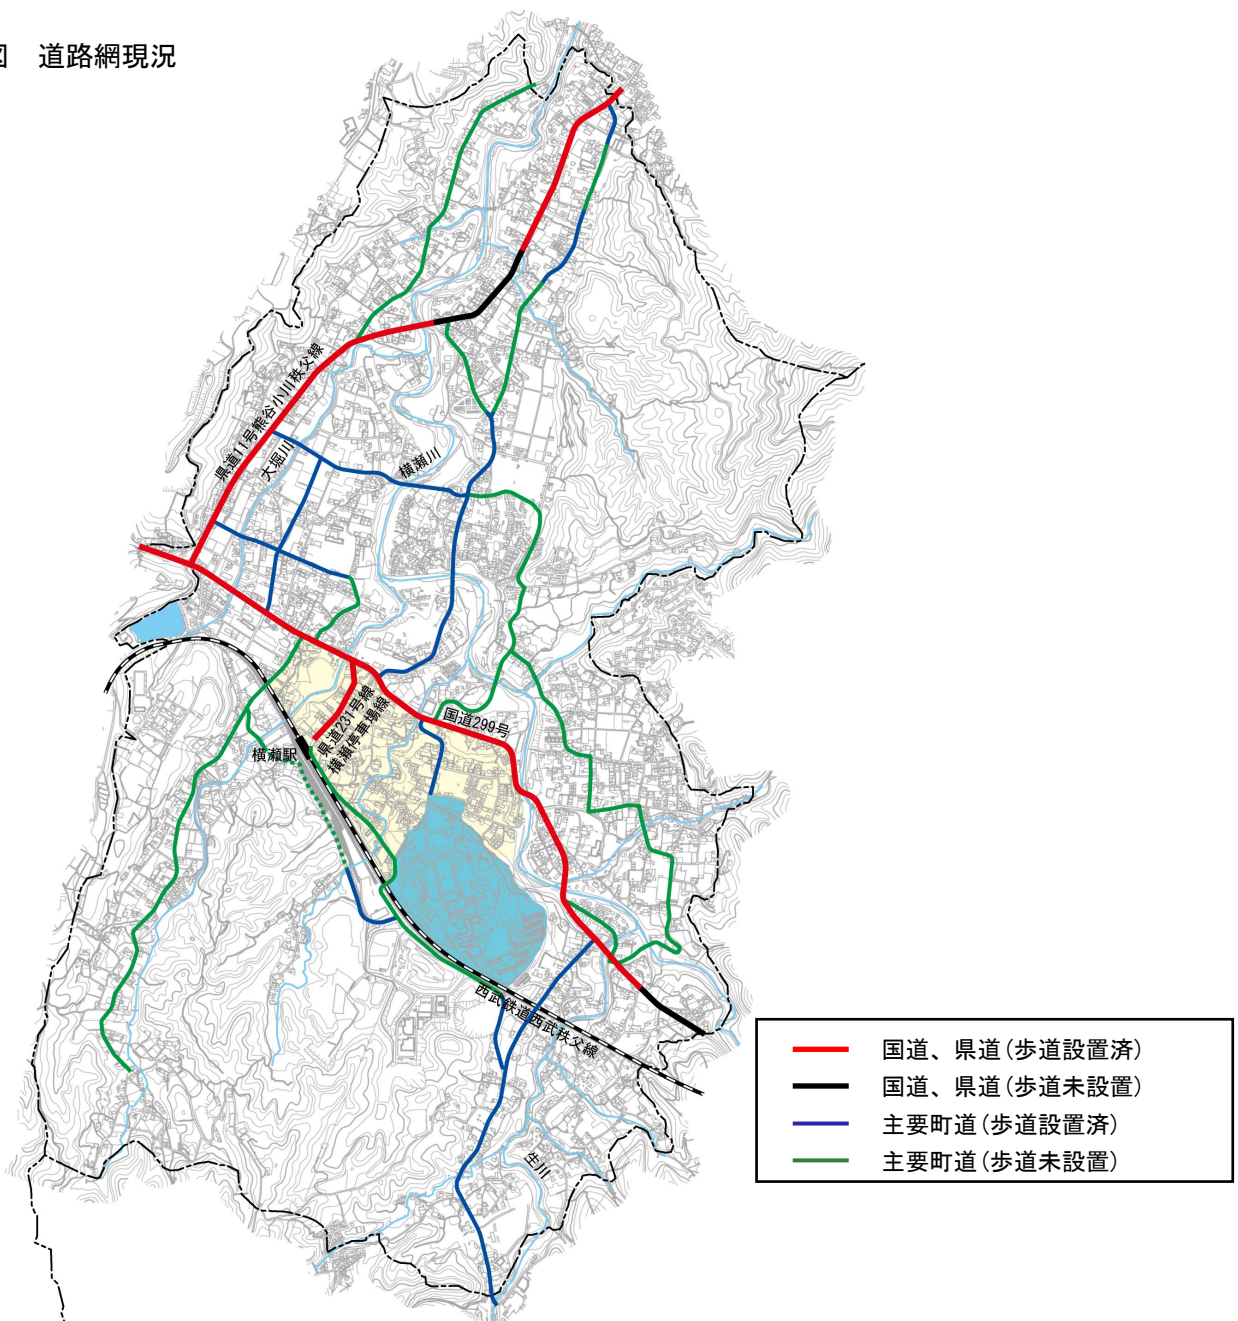 図 道路網現況
県道11号熊谷小川秩父線
大堀川
横瀬川
県道231号線
横瀬停車場線
国道299号
横瀬駅
西武鉄道西武秩父線
生川
国道、県道(歩道設置済)
国道、県道(歩道未設置)
主要町道(歩道設置済)
主要町道(歩道未設置)